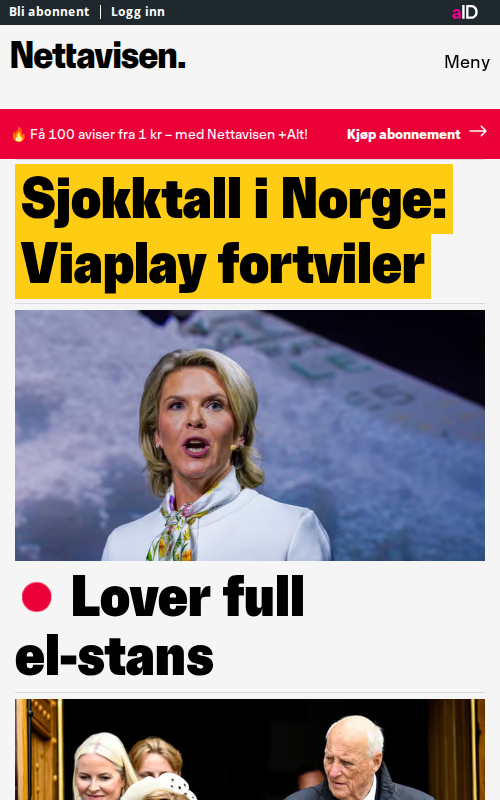 Bli abonnent | Logg inn
aID
Nettavisen.
Meny
🔥 Få 100 aviser fra 1 kr – med Nettavisen +Alt!
Kjøp abonnement →
Sjokktall i Norge:
Viaplay fortviler
Lover full
el-stans